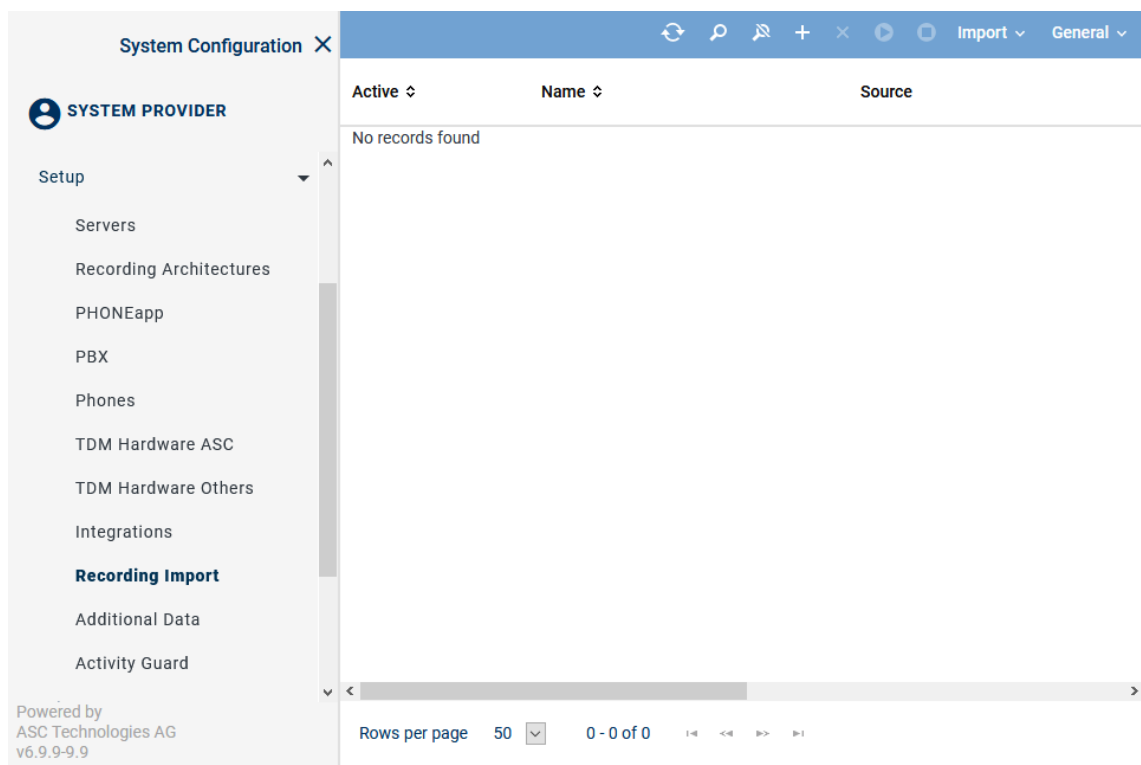 System Configuration
Import General
SYSTEM PROVIDER
Active Name Source
No records found
Setup
Servers
Recording Architectures
PHONEapp
PBX
Phones
TDM Hardware ASC
TDM Hardware Others
Integrations
Recording Import
Additional Data
Activity Guard
Powered by
ASC Technologies AG
v6.9.9-9.9
Rows per page 50 0 - 0 of 0